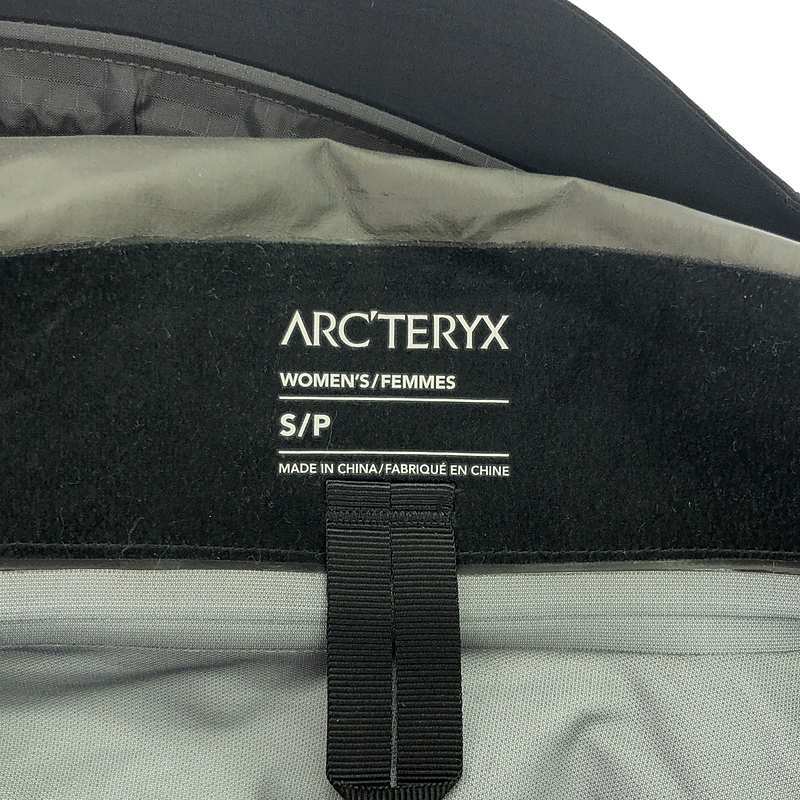 ARC'TERYX
WOMEN'S/FEMMES
S/P
MADE IN CHINA/FABRIQUÉ EN CHINE